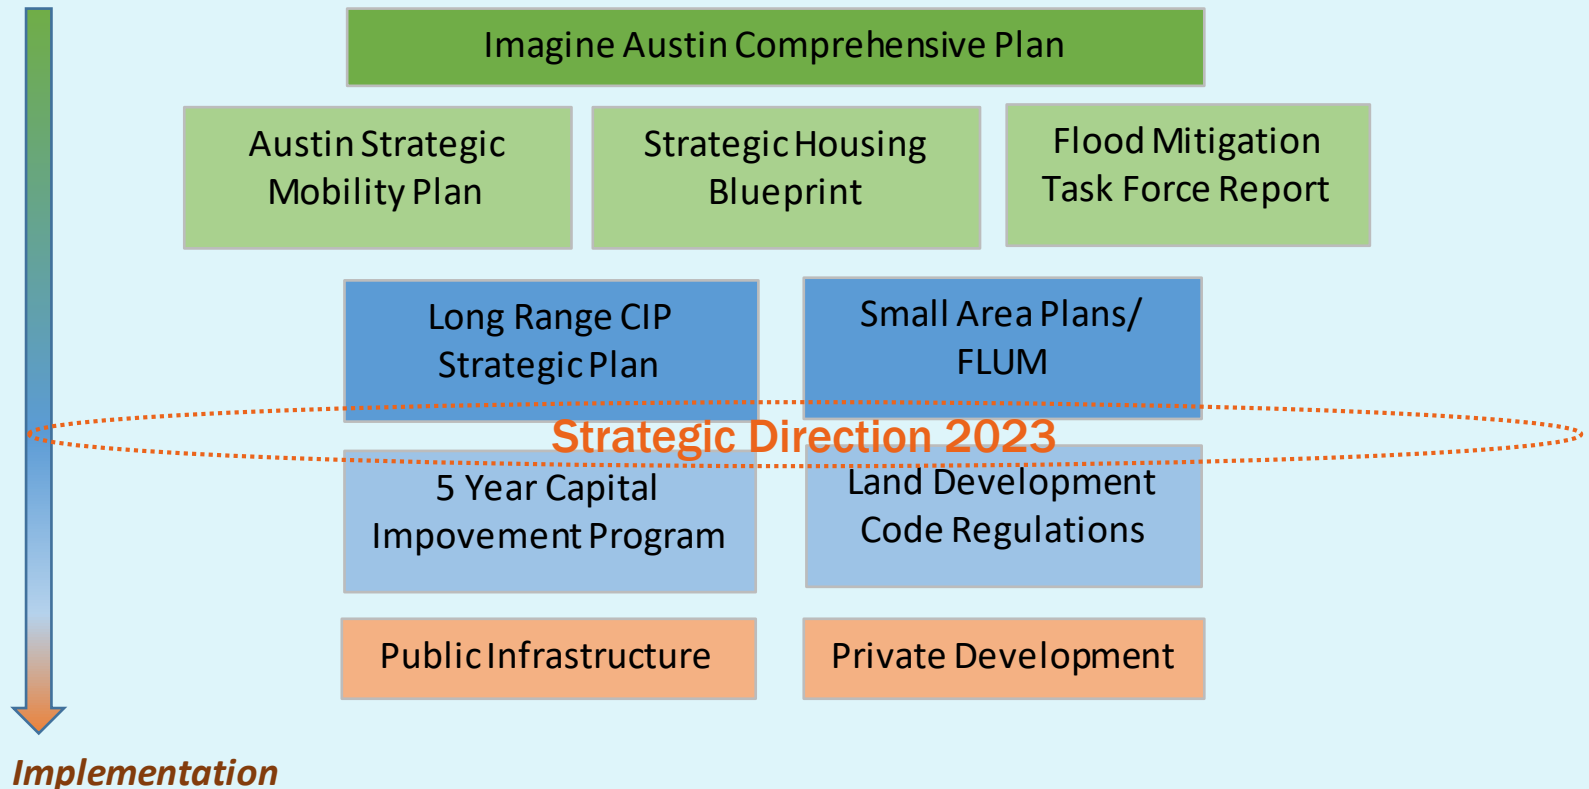 Imagine Austin Comprehensive Plan
Austin Strategic
Mobility Plan
Strategic Housing
Blueprint
Flood Mitigation
Task Force Report
Long Range CIP
Strategic Plan
Small Area Plans/
FLUM
Strategic Direction 2023
5 Year Capital
Impovement Program
Land Development
Code Regulations
Public Infrastructure
Private Development
Implementation